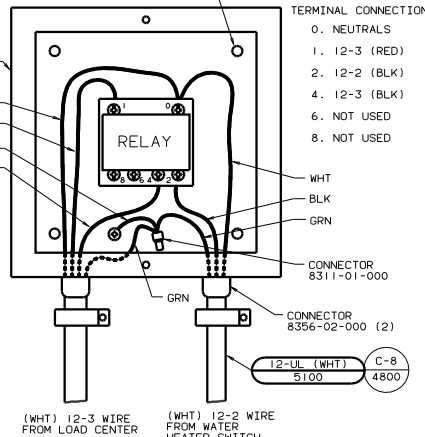 TERMINAL CONNECTION
0. NEUTRALS
1. 12-3 (RED)
2. 12-2 (BLK)
4. 12-3 (BLK)
6. NOT USED
8. NOT USED
1 0
RELAY
8 6 4 2
WHT
BLK
GRN
CONNECTOR
8311-01-000
GRN
CONNECTOR
8356-02-000 (2)
12-UL (WHT)
5100
C-8
4800
(WHT) 12-3 WIRE
FROM LOAD CENTER
(WHT) 12-2 WIRE
FROM WATER
HEATER SWITCH